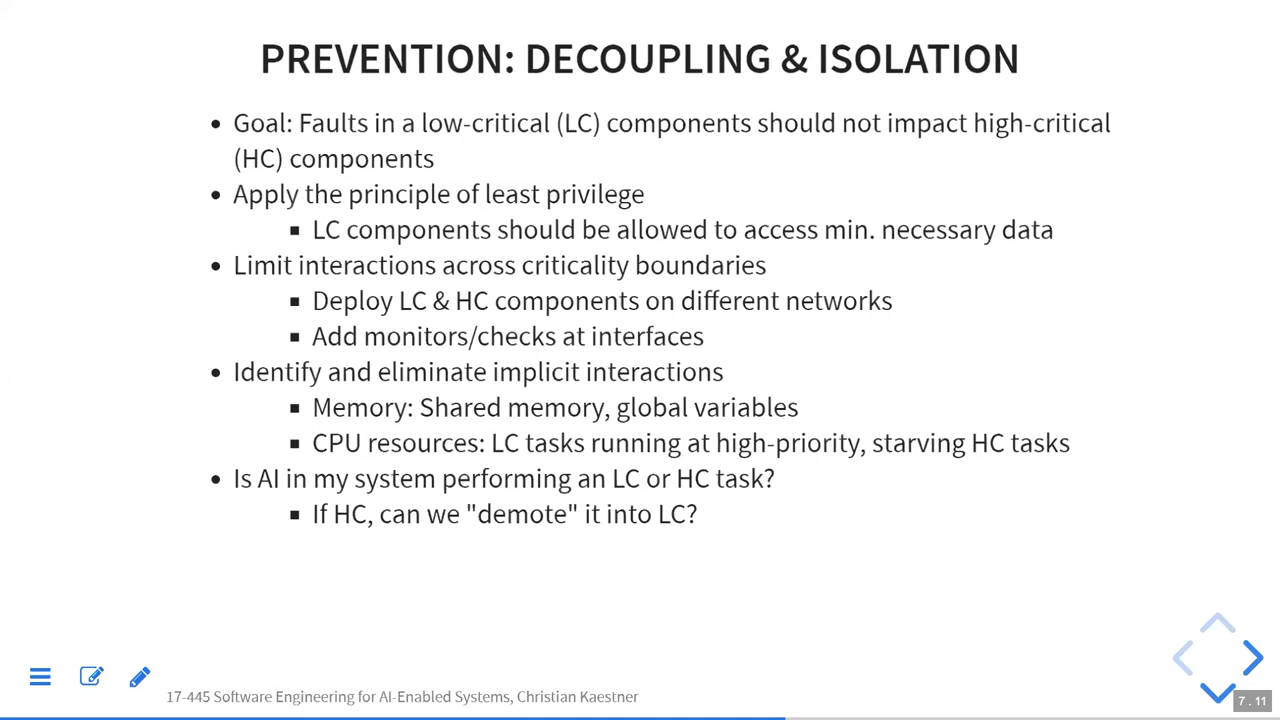 PREVENTION: DECOUPLING & ISOLATION
• Goal: Faults in a low-critical (LC) components should not impact high-critical
(HC) components
• Apply the principle of least privilege
▪ LC components should be allowed to access min. necessary data
• Limit interactions across criticality boundaries
▪ Deploy LC & HC components on different networks
▪ Add monitors/checks at interfaces
• Identify and eliminate implicit interactions
▪ Memory: Shared memory, global variables
▪ CPU resources: LC tasks running at high-priority, starving HC tasks
• Is AI in my system performing an LC or HC task?
▪ If HC, can we "demote" it into LC?
17-445 Software Engineering for AI-Enabled Systems, Christian Kaestner
7 . 11